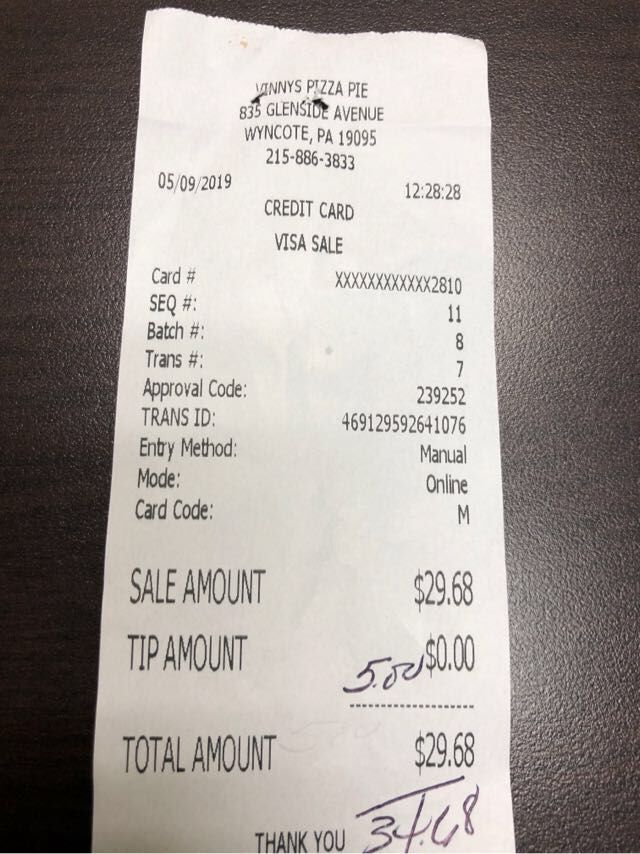 VINNYS PIZZA PIE
835 GLENSIDE AVENUE
WYNCOTE, PA 19095
215-886-3833
05/09/2019 12:28:28
CREDIT CARD
VISA SALE
Card # XXXXXXXXXXXX2810
SEQ #: 11
Batch #: 8
Trans #: 7
Approval Code: 239252
TRANS ID: 469129592641076
Entry Method: Manual
Mode: Online
Card Code: M
SALE AMOUNT $29.68
TIP AMOUNT 5.00 $0.00
TOTAL AMOUNT $29.68
THANK YOU 34.68